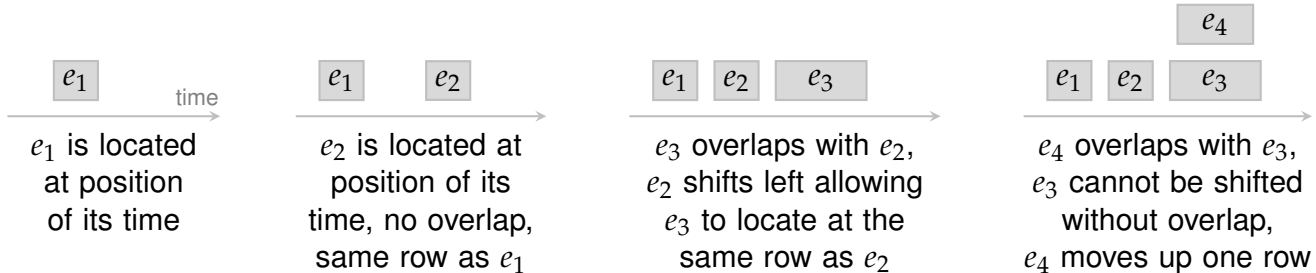 e₁
time
e₁ is located
at position
of its time
e₁ e₂
e₂ is located at
position of its
time, no overlap,
same row as e₁
e₁ e₂ e₃
e₃ overlaps with e₂,
e₂ shifts left allowing
e₃ to locate at the
same row as e₂
e₄
e₁ e₂ e₃
e₄ overlaps with e₃,
e₃ cannot be shifted
without overlap,
e₄ moves up one row